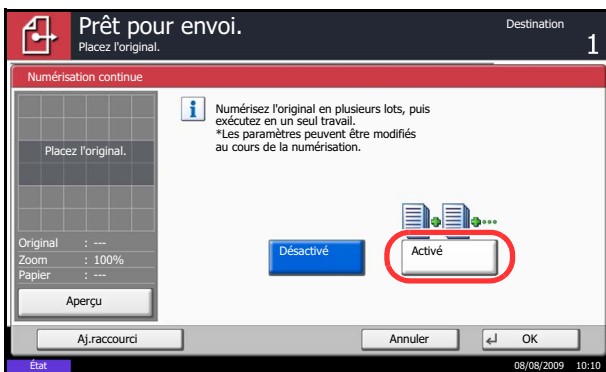 Prêt pour envoi.
Placez l'original.
Destination
1
Numérisation continue
Placez l'original.
Numérisez l'original en plusieurs lots, puis
exécutez en un seul travail.
*Les paramètres peuvent être modifiés
au cours de la numérisation.
Original : ---
Zoom : 100%
Papier : ---
Aperçu
Désactivé
Activé
Aj.raccourci
Annuler
OK
État
08/08/2009 10:10